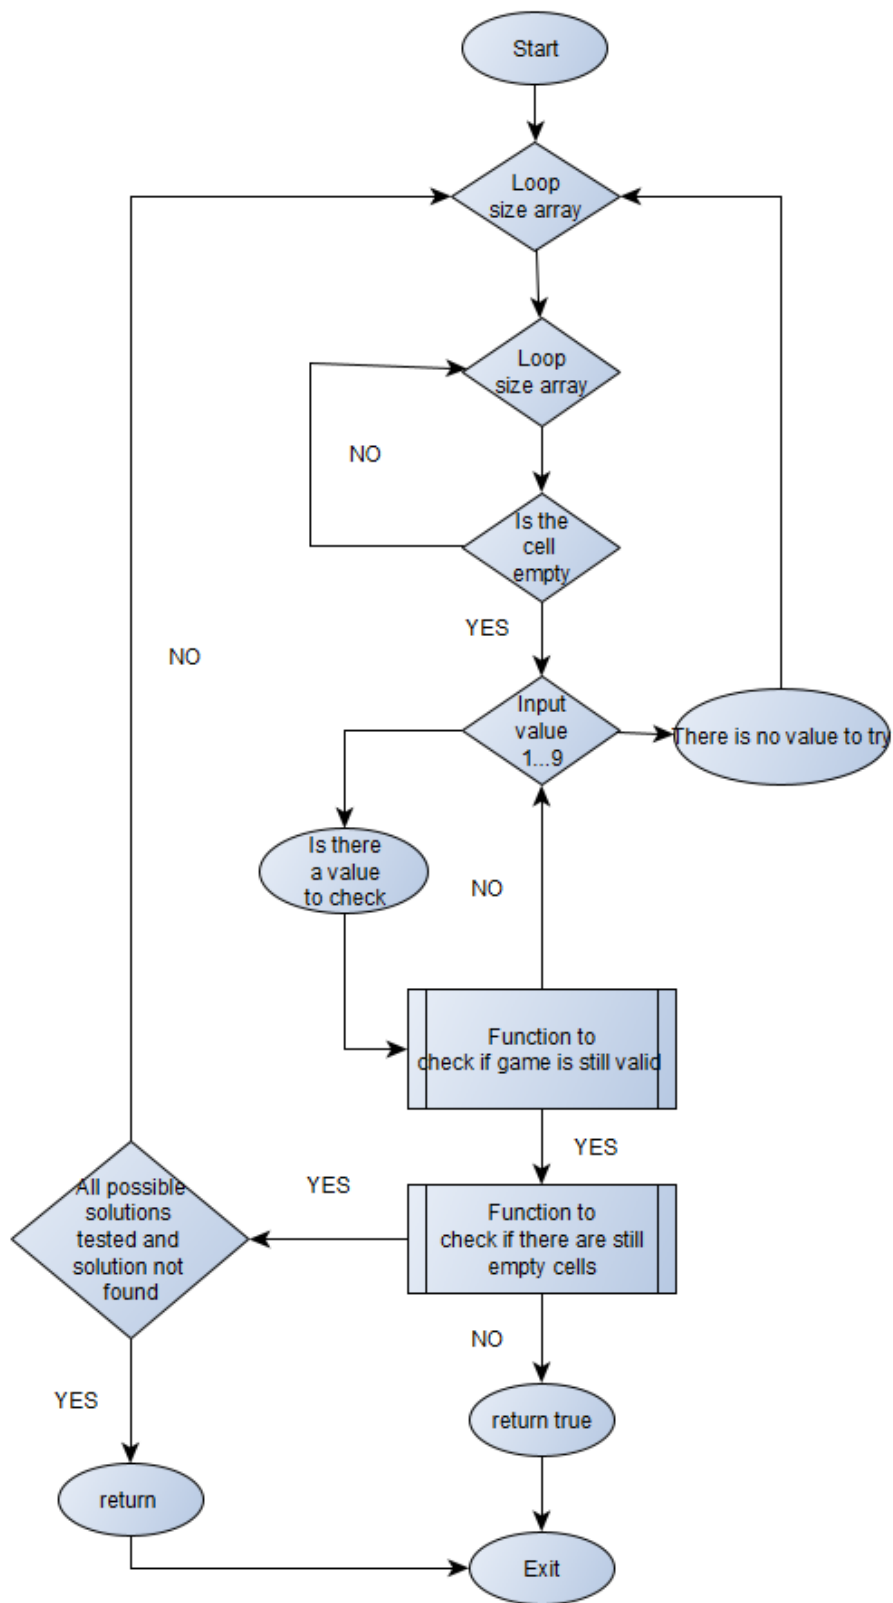 Start
Loop
size array
Loop
size array
NO
Is the
cell
empty
YES
NO
Input
value
1...9
There is no value to try
Is there
a value
to check
NO
Function to
check if game is still valid
YES
All possible
solutions
tested and
solution not
found
YES
Function to
check if there are still
empty cells
NO
YES
return true
return
Exit